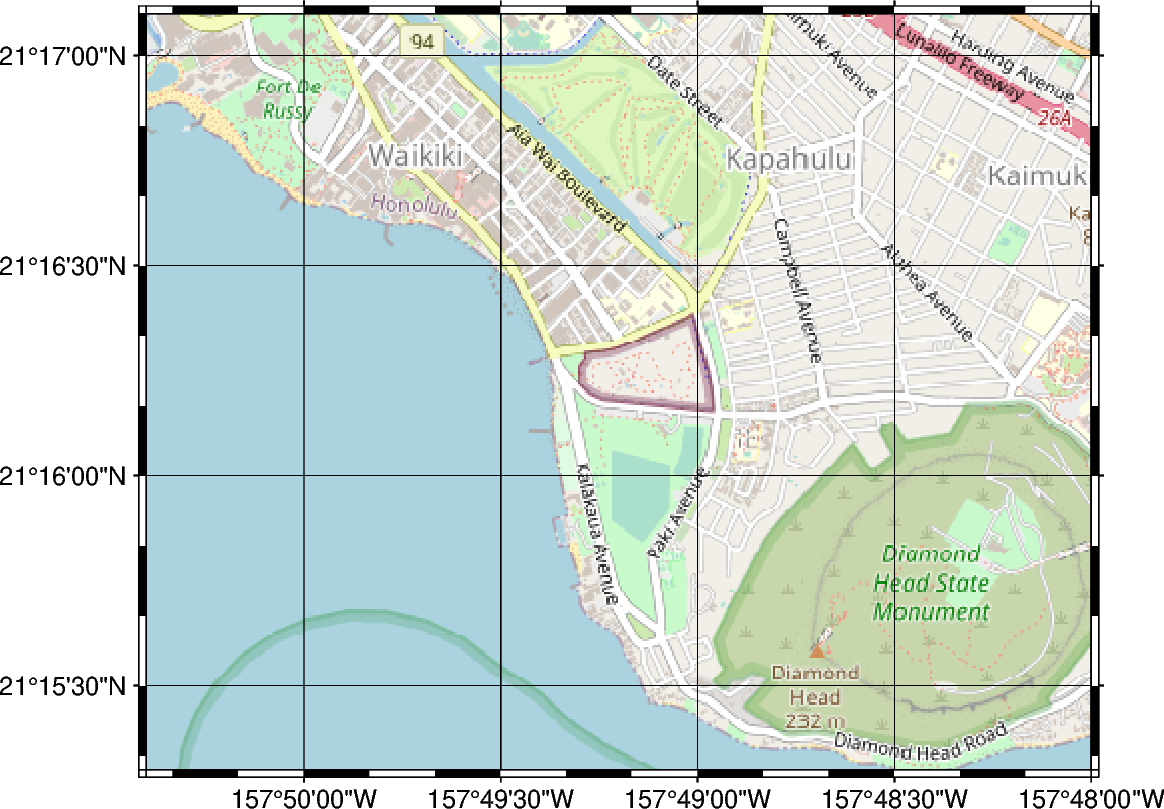 21°17'00"N
21°16'30"N
21°16'00"N
21°15'30"N
94
Fort De
Russy
Waikiki
Honolulu
Ala Wai Boulevard
Date Street
Kapahulu
Avenue
Lunalilo Freeway
Harding Avenue
26A
Kaimuk
Ka
8
Campbell Avenue
Alohea Avenue
Kalākaua Avenue
Pākī Avenue
Diamond
Head State
Monument
Diamond
Head
232 m
Diamond Head Road
157°50'00"W
157°49'30"W
157°49'00"W
157°48'30"W
157°48'00"W